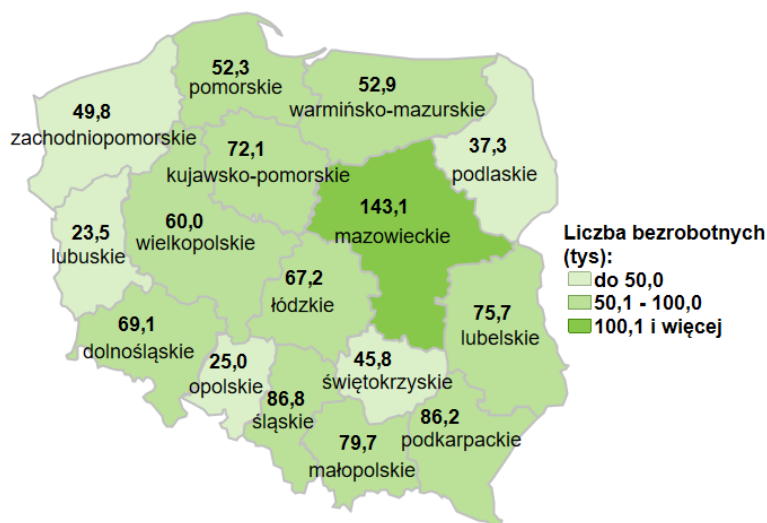 52,3
pomorskie
52,9
warmińsko-mazurskie
49,8
zachodniopomorskie
72,1
kujawsko-pomorskie
37,3
podlaskie
143,1
mazowieckie
23,5
lubuskie
60,0
wielkopolskie
67,2
łódzkie
75,7
lubelskie
69,1
dolnośląskie
25,0
opolskie
86,8
śląskie
45,8
świętokrzyskie
79,7
małopolskie
86,2
podkarpackie
Liczba bezrobotnych
(tys):
do 50,0
50,1 - 100,0
100,1 i więcej